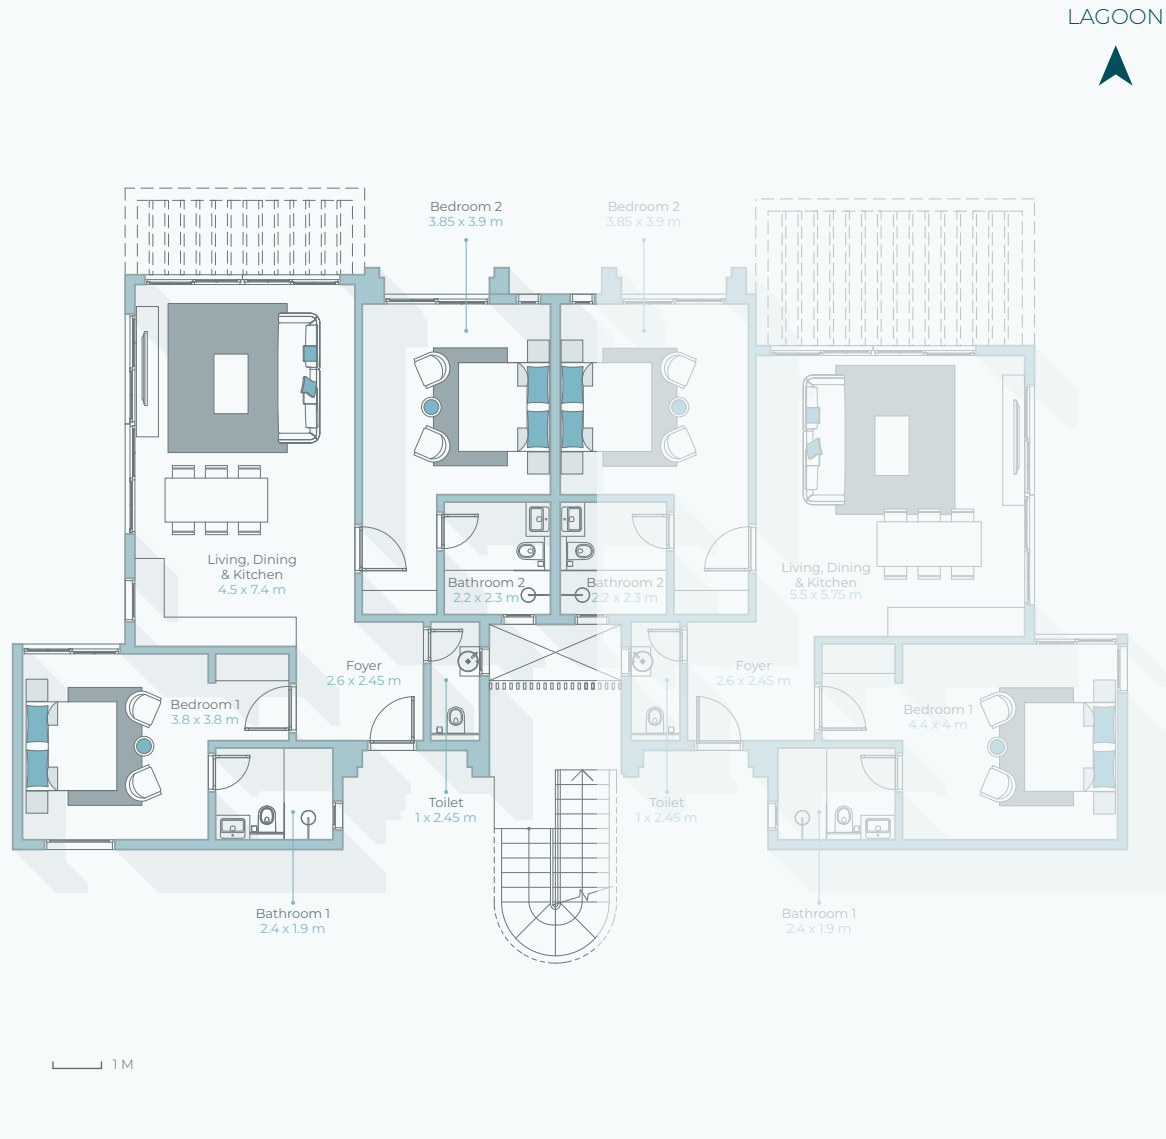 LAGOON
Bedroom 2
3.85 x 3.9 m
Bedroom 2
3.85 x 3.9 m
Living, Dining
& Kitchen
4.5 x 7.4 m
Bathroom 2
2.2 x 2.3 m
Bathroom 2
2.2 x 2.3 m
Living, Dining
& Kitchen
5.5 x 5.75 m
Foyer
2.6 x 2.45 m
Foyer
2.6 x 2.45 m
Bedroom 1
3.8 x 3.8 m
Bedroom 1
4.4 x 4 m
Toilet
1 x 2.45 m
Toilet
1 x 2.45 m
Bathroom 1
2.4 x 1.9 m
Bathroom 1
2.4 x 1.9 m
1 M